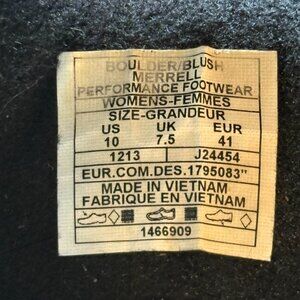 BOULDER/BLUSH
MERRELL
PERFORMANCE FOOTWEAR
WOMENS-FEMMES
SIZE-GRANDEUR
US UK EUR
10 7.5 41
1213 J24454
EUR.COM.DES.1795083"
MADE IN VIETNAM
FABRIQUE EN VIETNAM
1466909